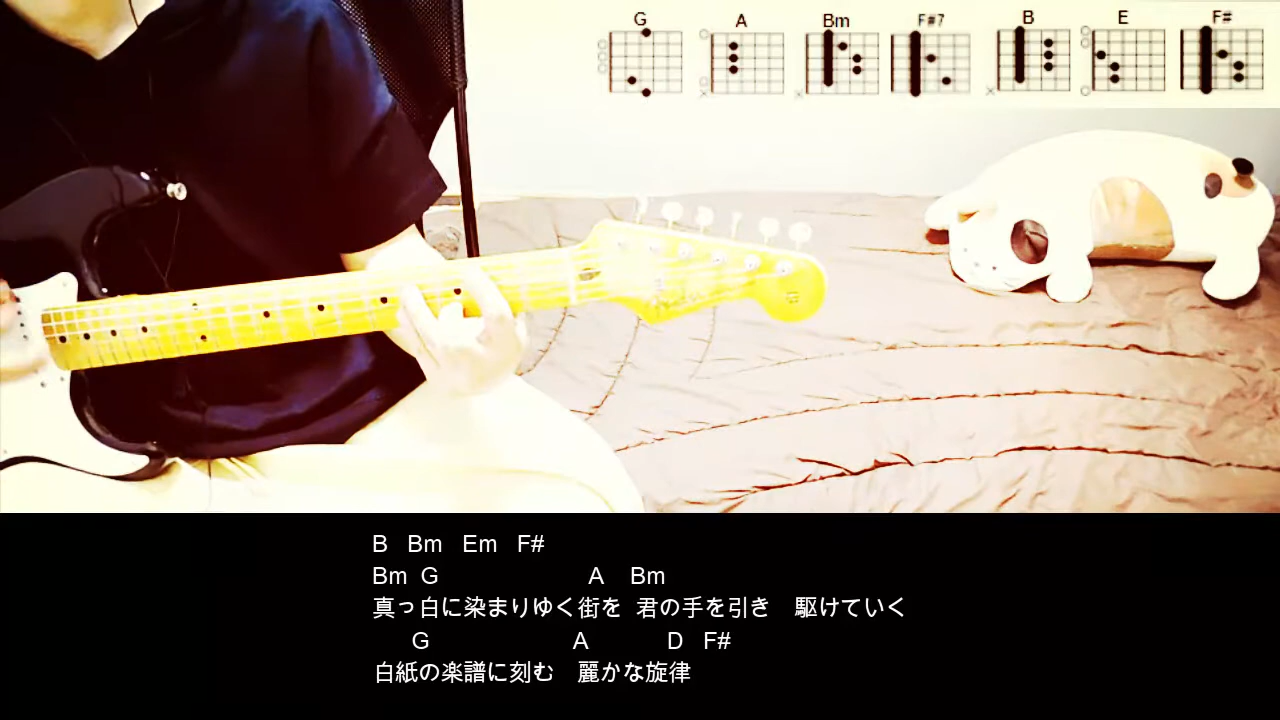 G A Bm F#7 B E F#
B Bm Em F#
Bm G A Bm
真っ白に染まりゆく街を 君の手を引き 駆けていく
G A D F#
白紙の楽譜に刻む 麗かな旋律